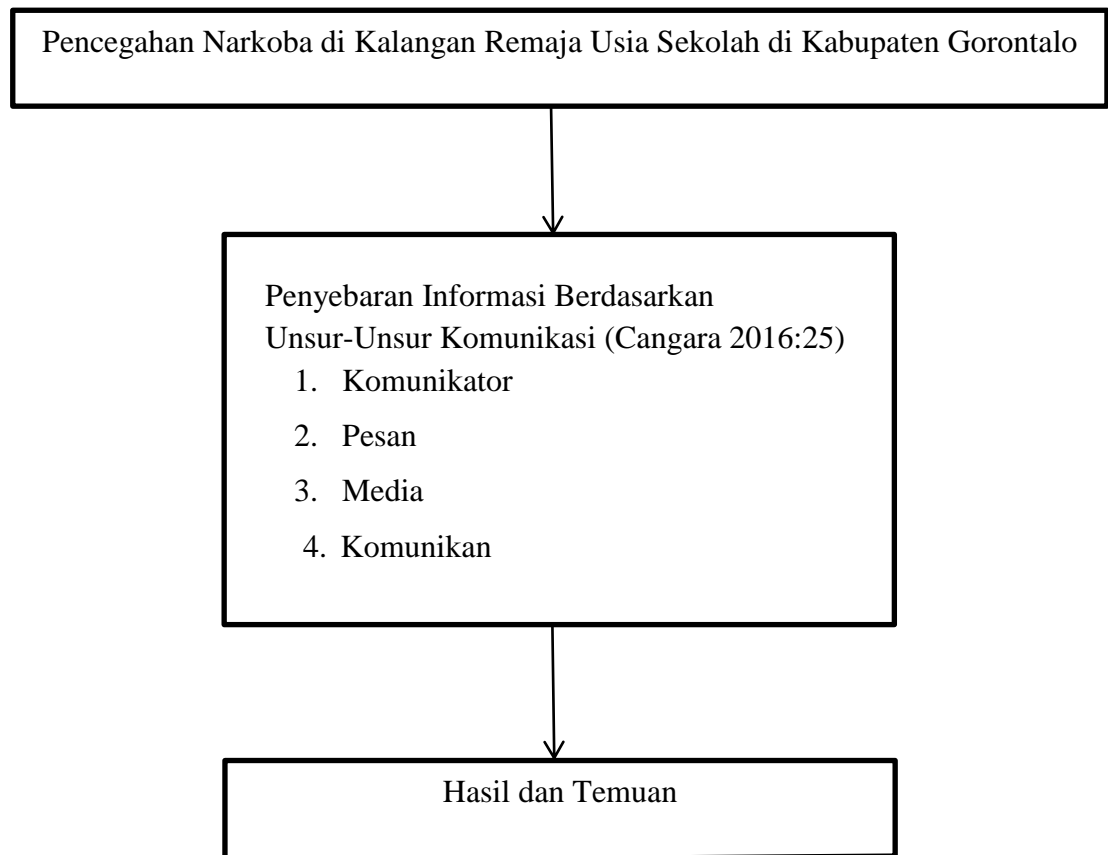 Pencegahan Narkoba di Kalangan Remaja Usia Sekolah di Kabupaten Gorontalo
Penyebaran Informasi Berdasarkan
Unsur-Unsur Komunikasi (Cangara 2016:25)
1. Komunikator
2. Pesan
3. Media
4. Komunikan
Hasil dan Temuan